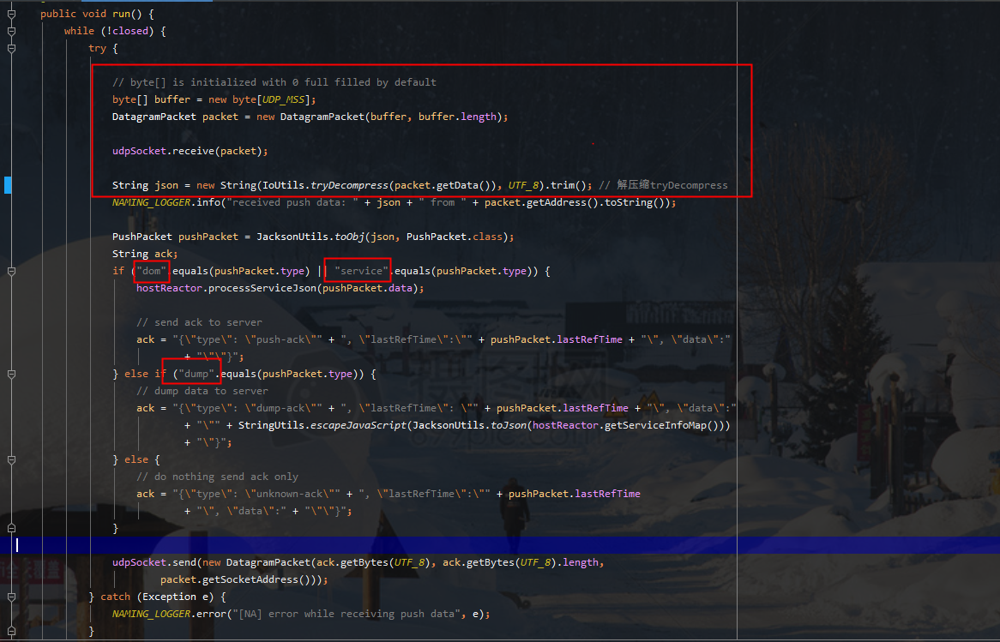 public void run() {
while (!closed) {
try {
// byte[] is initialized with 0 full filled by default
byte[] buffer = new byte[UDP_MSS];
DatagramPacket packet = new DatagramPacket(buffer, buffer.length);
udpSocket.receive(packet);
String json = new String(IoUtils.tryDecompress(packet.getData()), UTF_8).trim(); // 解压缩tryDecompress
NAMING_LOGGER.info("received push data: " + json + " from " + packet.getAddress().toString());
PushPacket pushPacket = JacksonUtils.toObj(json, PushPacket.class);
String ack;
if ("dom".equals(pushPacket.type) || "service".equals(pushPacket.type)) {
hostReactor.processServiceJson(pushPacket.data);
// send ack to server
ack = "{\"type\": \"push-ack\"" + ", \"lastRefTime\":\"" + pushPacket.lastRefTime + "\", \"data\":"
+ "\"\"}";
} else if ("dump".equals(pushPacket.type)) {
// dump data to server
ack = "{\"type\": \"dump-ack\"" + ", \"lastRefTime\": \"" + pushPacket.lastRefTime + "\", \"data\":"
+ "\"" + StringUtils.escapeJavaScript(JacksonUtils.toJson(hostReactor.getServiceInfoMap()))
+ "\"}";
} else {
// do nothing send ack only
ack = "{\"type\": \"unknown-ack\"" + ", \"lastRefTime\":\"" + pushPacket.lastRefTime
+ "\", \"data\":" + "\"\"}";
}
udpSocket.send(new DatagramPacket(ack.getBytes(UTF_8), ack.getBytes(UTF_8).length,
packet.getSocketAddress()));
} catch (Exception e) {
NAMING_LOGGER.error("[NA] error while receiving push data", e);
}